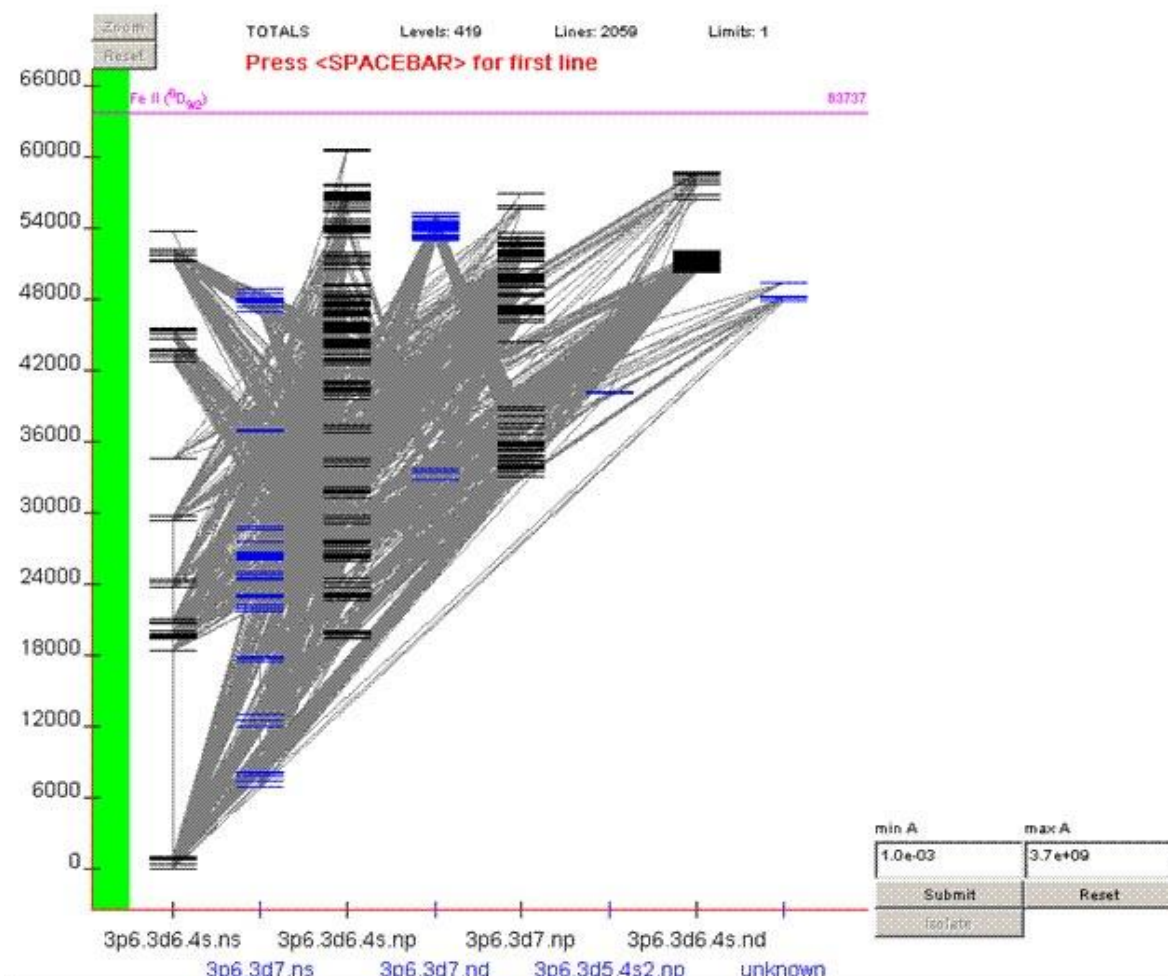 Zoom
TOTALS Levels: 419 Lines: 2059 Limits: 1
Reset
Press <SPACEBAR> for first line
66000
Fe II (⁶D₉/₂) 63737
60000
54000
48000
42000
36000
30000
24000
18000
12000
6000
0
min A max A
1.0e-03 3.7e+09
Submit Reset
Isolate
3p6.3d6.4s.ns 3p6.3d6.4s.np 3p6.3d7.np 3p6.3d6.4s.nd
3p6.3d7.ns 3p6.3d7.nd 3p6.3d5.4s2.np unknown